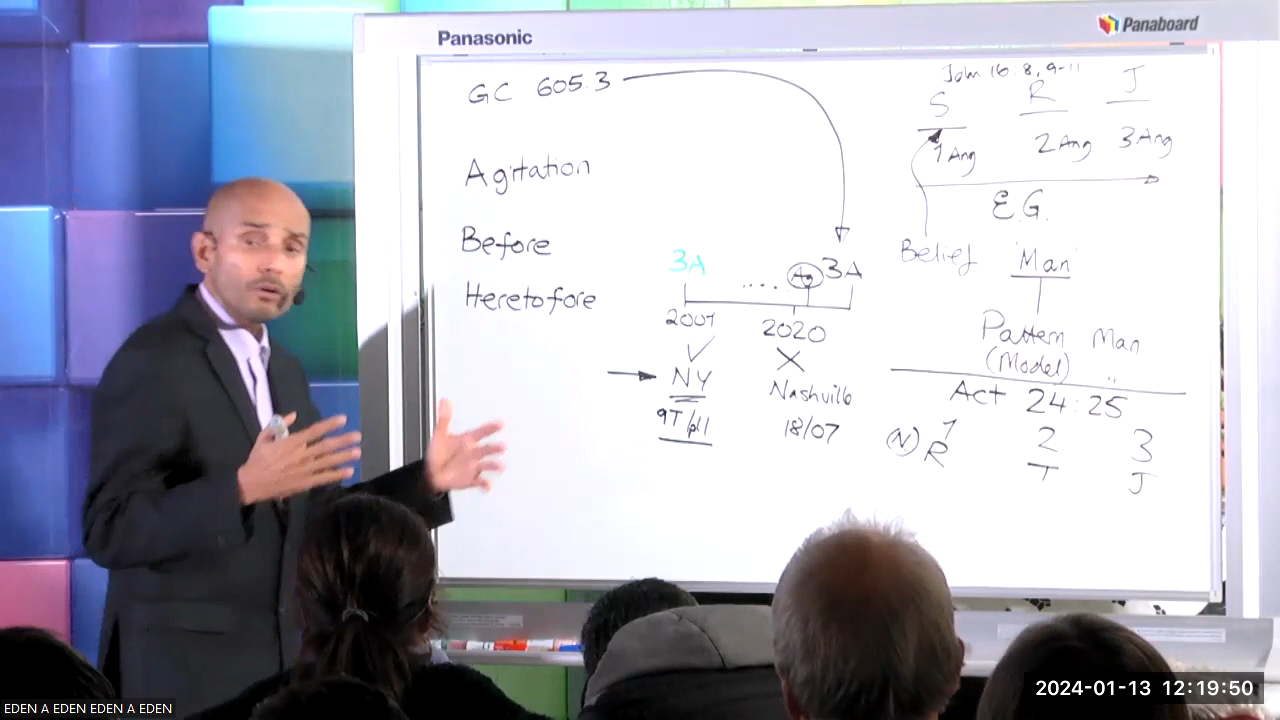 Panasonic
Panaboard
GC 605.3
Agitation
Before
Heretofore
3A
..... Ag 3A
2001 2020
✓ X
NY Nashville
9T/p11 18/07
John 16:8,9-11
S R J
1 Ang 2 Ang 3 Ang
E.G.
Belief 'Man'
Pattern Man
(Model) "
Act 24:25
1 2 3
(N) R T J
2024-01-13 12:19:50
EDEN A EDEN EDEN A EDEN